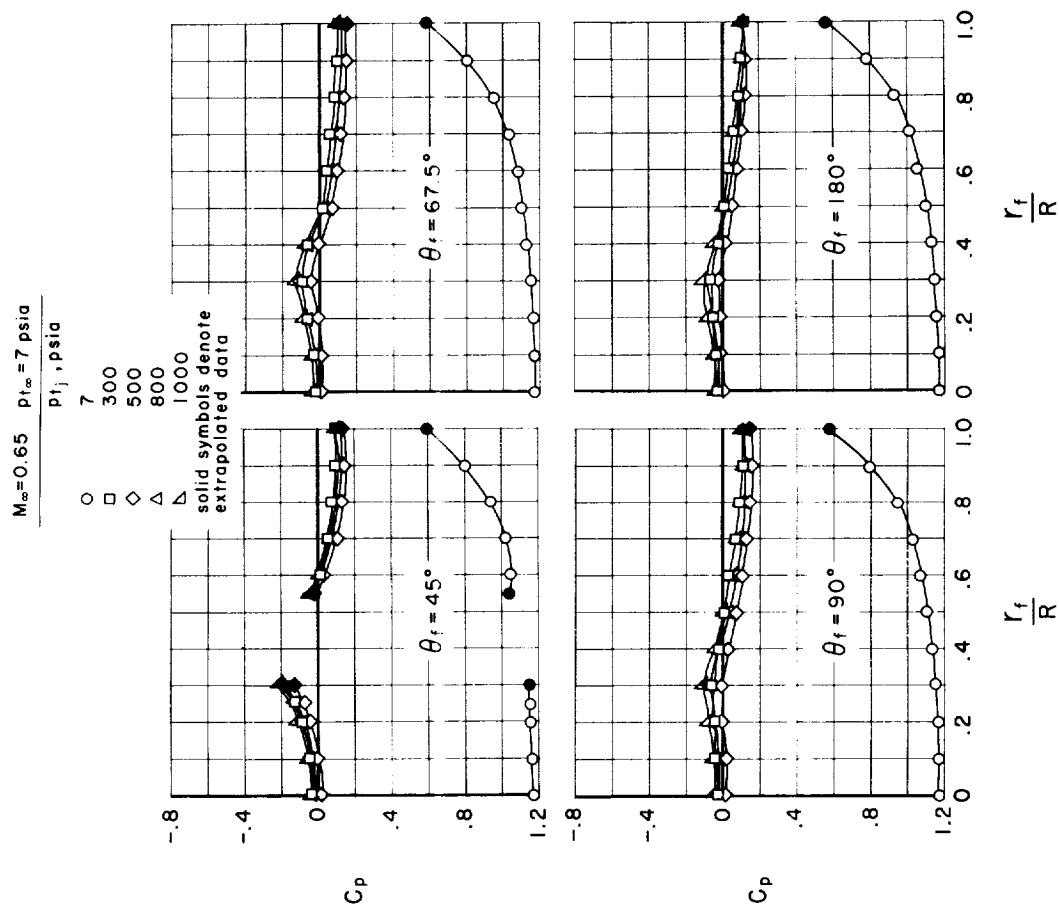 M∞=0.65 pt∞=7 psia
ptj, psia
○ 7
□ 300
◇ 500
△ 800
◺ 1000
solid symbols denote
extrapolated data
-.8
-.4
0
.4
.8
1.2
Cp
θf=45°
θf=67.5°
-.8
-.4
0
.4
.8
1.2
Cp
θf=90°
θf=180°
0 .2 .4 .6 .8 1.0
0 .2 .4 .6 .8 1.0
rf/R
rf/R